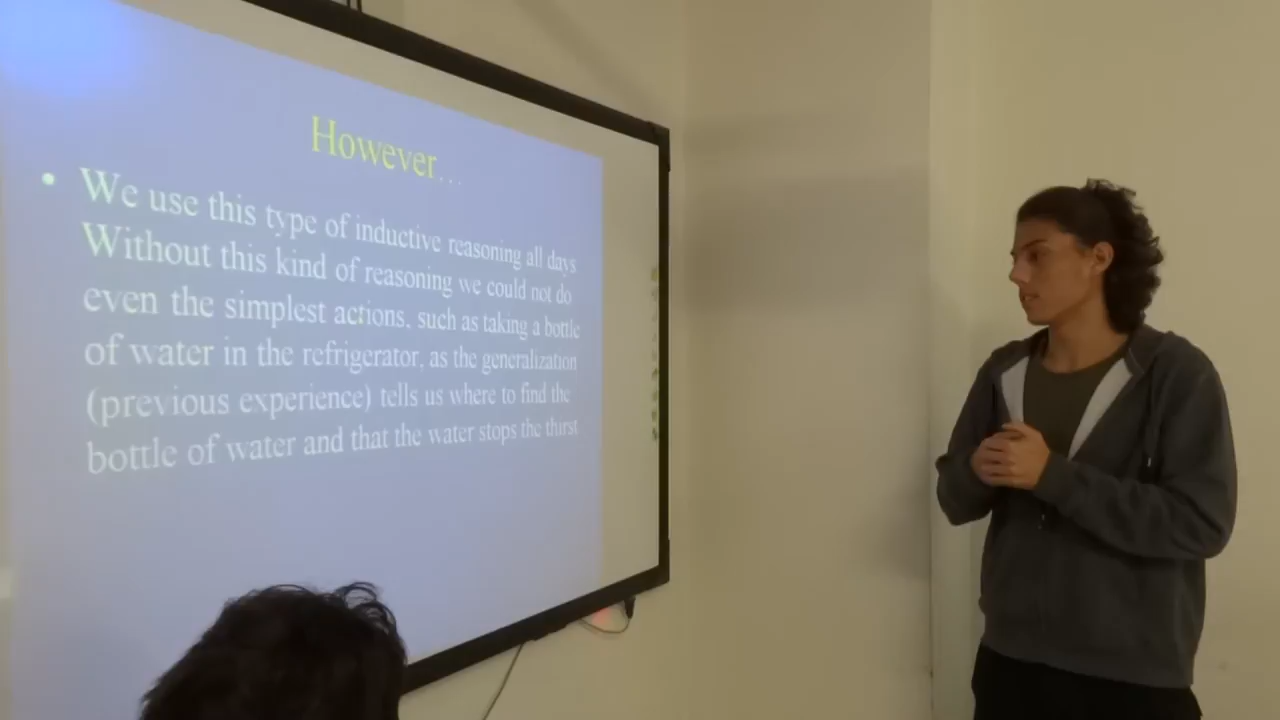 However...
• We use this type of inductive reasoning all days
Without this kind of reasoning we could not do
even the simplest actions, such as taking a bottle
of water in the refrigerator, as the generalization
(previous experience) tells us where to find the
bottle of water and that the water stops the thirst